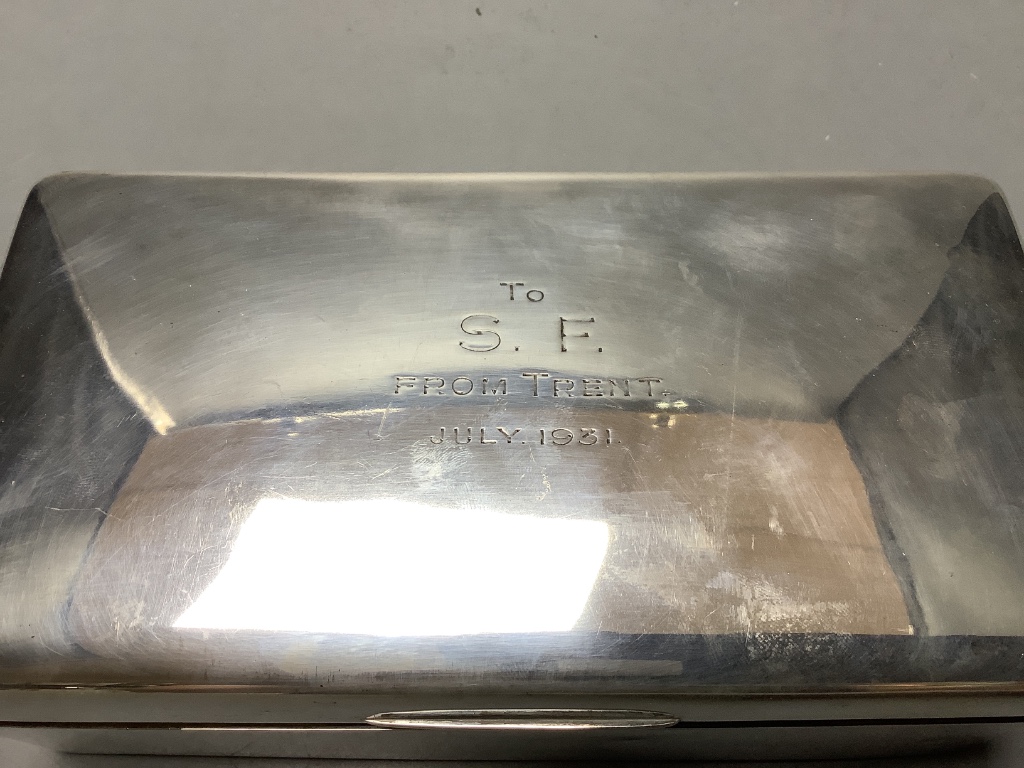 To
S. F.
FROM TRENT.
JULY. 1931.